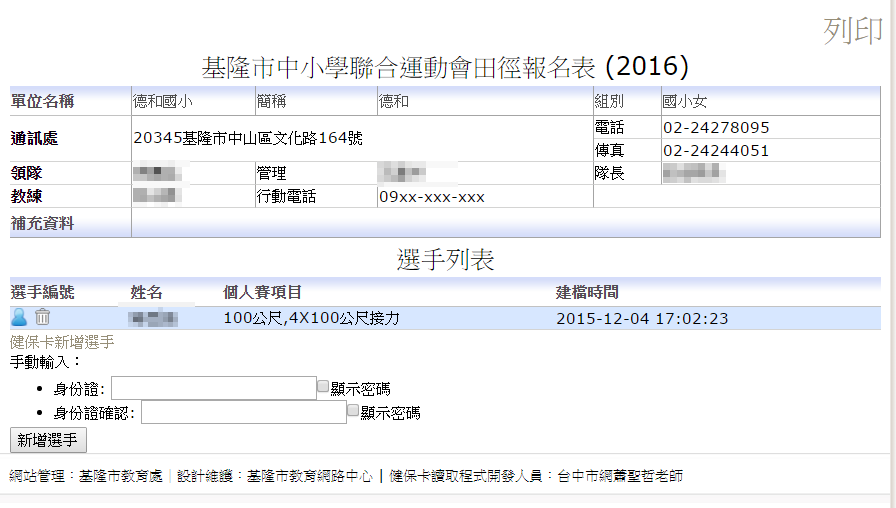 列印
基隆市中小學聯合運動會田徑報名表 (2016)
單位名稱 德和國小 簡稱 德和 組別 國小女
通訊處 20345基隆市中山區文化路164號 電話 02-24278095
傳真 02-24244051
領隊 管理 隊長
教練 行動電話 09xx-xxx-xxx
補充資料
選手列表
選手編號 姓名 個人賽項目 建檔時間
100公尺,4X100公尺接力 2015-12-04 17:02:23
健保卡新增選手
手動輸入：
• 身份證: 顯示密碼
• 身份證確認: 顯示密碼
新增選手
網站管理：基隆市教育處 | 設計維護：基隆市教育網路中心 | 健保卡讀取程式開發人員：台中市網蕭聖哲老師